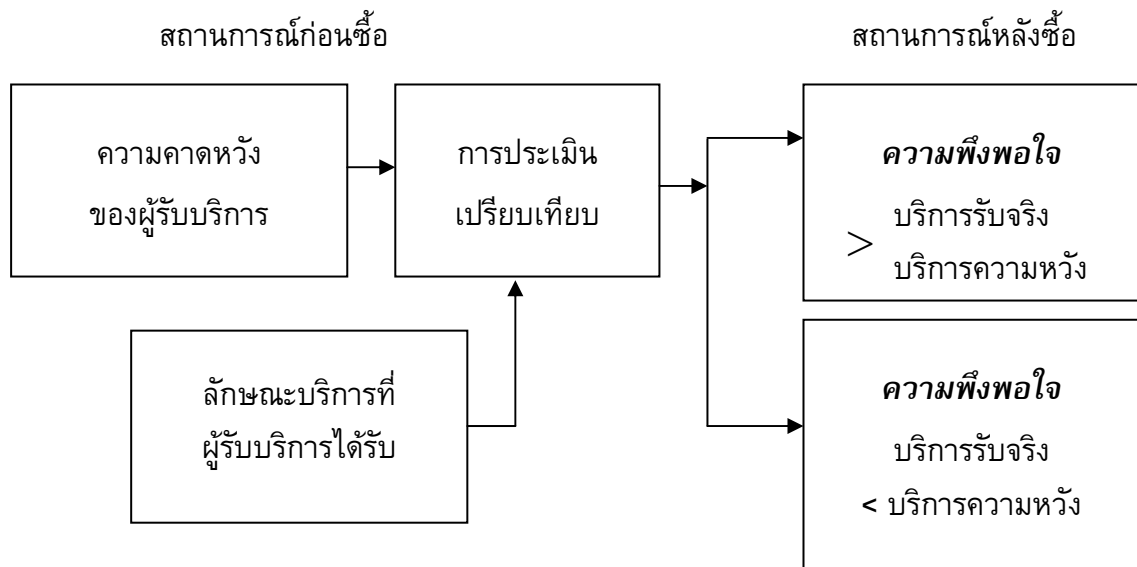 สถานการณ์ก่อนซื้อ
สถานการณ์หลังซื้อ
ความคาดหวัง
ของผู้รับบริการ
การประเมิน
เปรียบเทียบ
ลักษณะบริการที่
ผู้รับบริการได้รับ
ความพึงพอใจ
บริการรับจริง
> บริการความหวัง
ความพึงพอใจ
บริการรับจริง
< บริการความหวัง